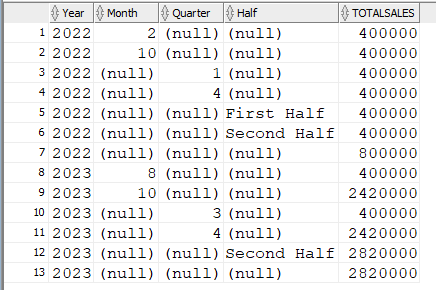 Year Month Quarter Half TOTALSALES
1 2022 2 (null) (null) 400000
2 2022 10 (null) (null) 400000
3 2022 (null) 1 (null) 400000
4 2022 (null) 4 (null) 400000
5 2022 (null) (null) First Half 400000
6 2022 (null) (null) Second Half 400000
7 2022 (null) (null) (null) 800000
8 2023 8 (null) (null) 400000
9 2023 10 (null) (null) 2420000
10 2023 (null) 3 (null) 400000
11 2023 (null) 4 (null) 2420000
12 2023 (null) (null) Second Half 2820000
13 2023 (null) (null) (null) 2820000